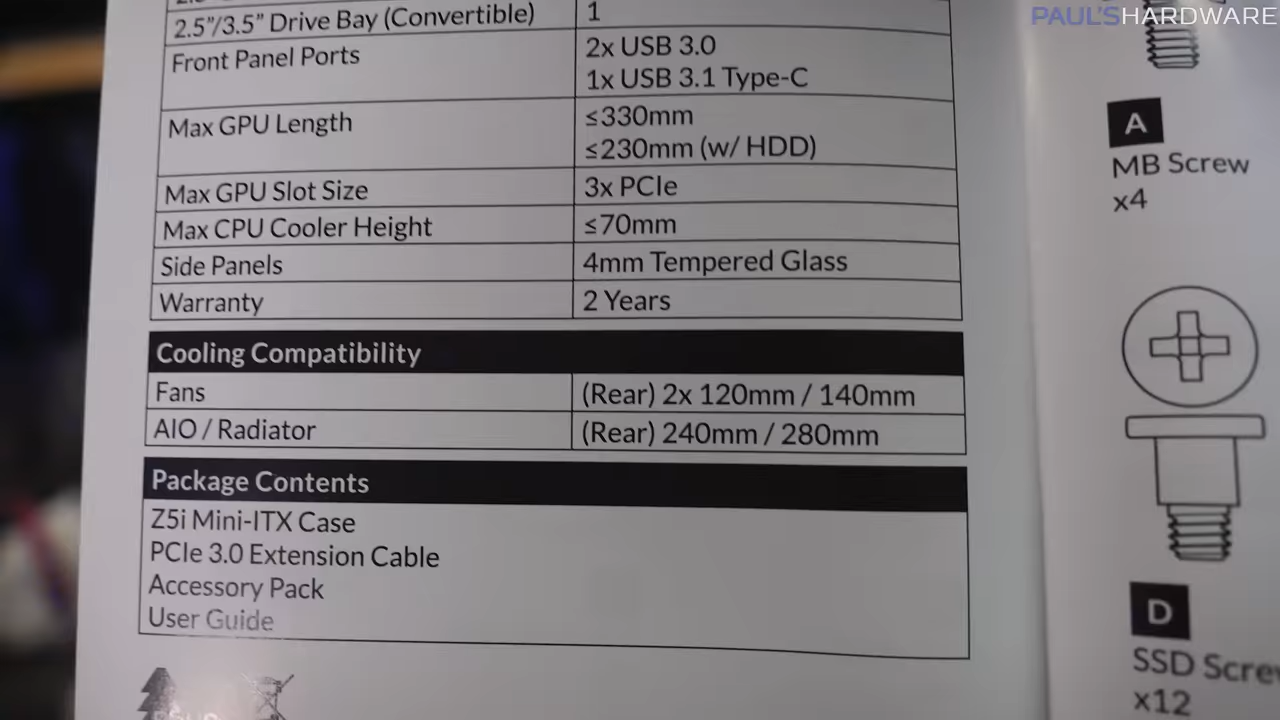 PAUL'SHARDWARE
2.5"/3.5" Drive Bay (Convertible) 1
Front Panel Ports 2x USB 3.0
1x USB 3.1 Type-C
Max GPU Length ≤330mm
≤230mm (w/ HDD)
Max GPU Slot Size 3x PCIe
Max CPU Cooler Height ≤70mm
Side Panels 4mm Tempered Glass
Warranty 2 Years
Cooling Compatibility
Fans (Rear) 2x 120mm / 140mm
AIO / Radiator (Rear) 240mm / 280mm
Package Contents
Z5i Mini-ITX Case
PCIe 3.0 Extension Cable
Accessory Pack
User Guide
A
MB Screw
x4
D
SSD Screw
x12